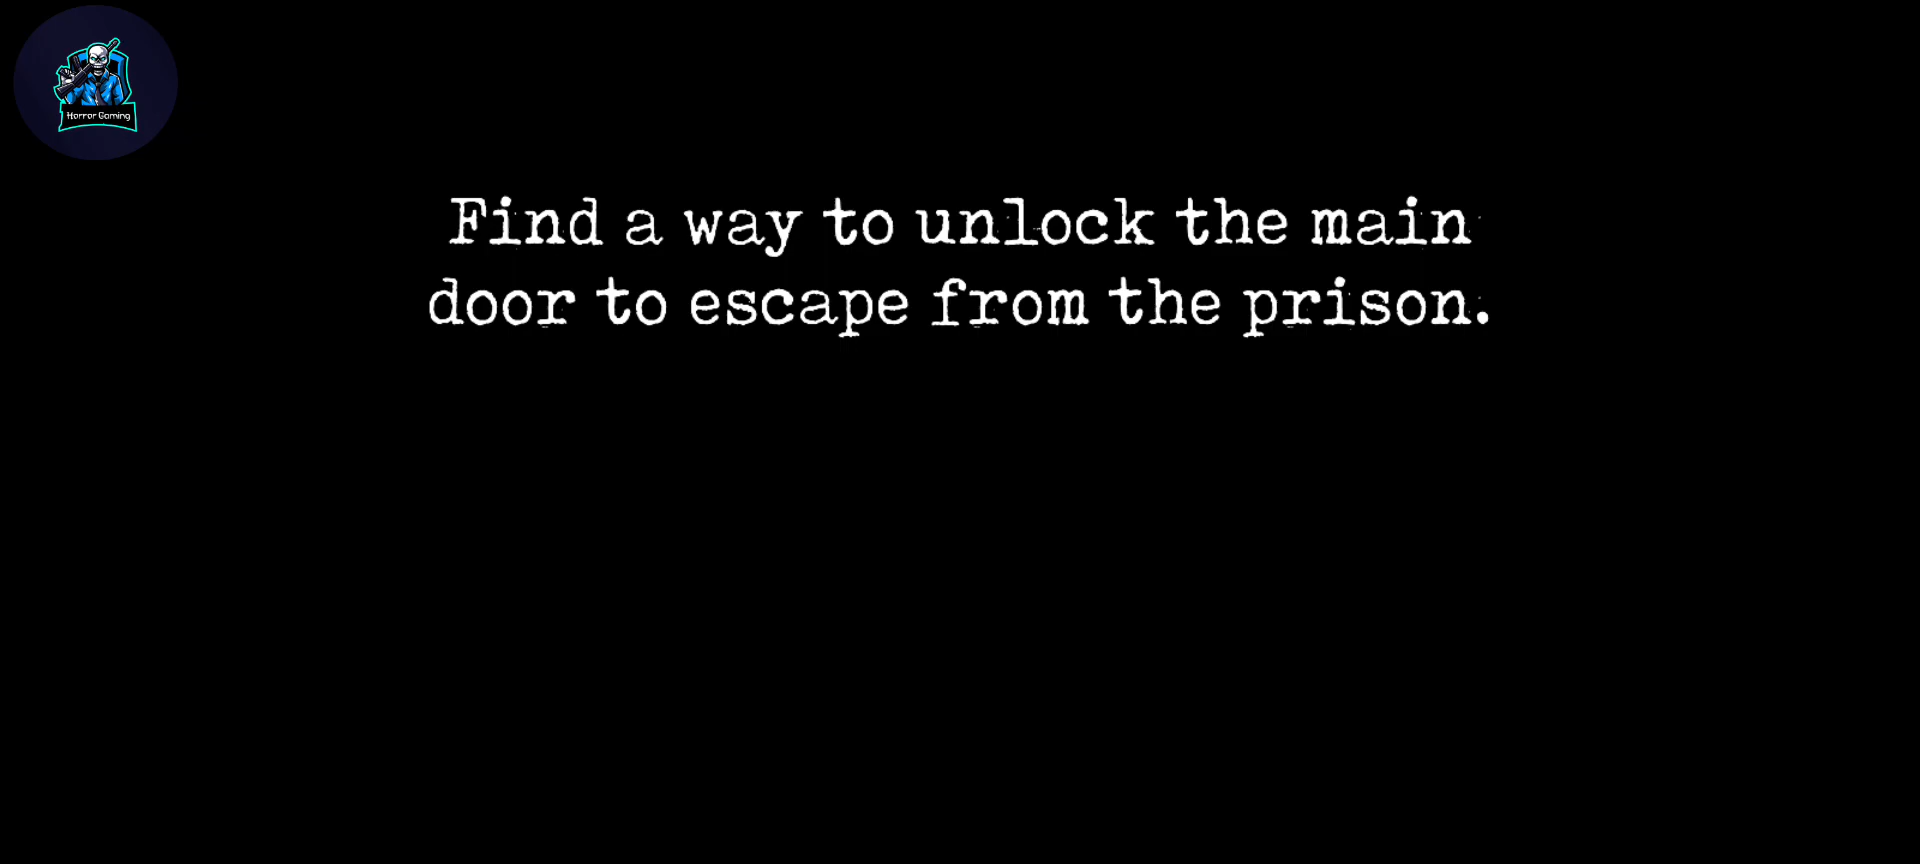 Horror Gaming
Find a way to unlock the main
door to escape from the prison.